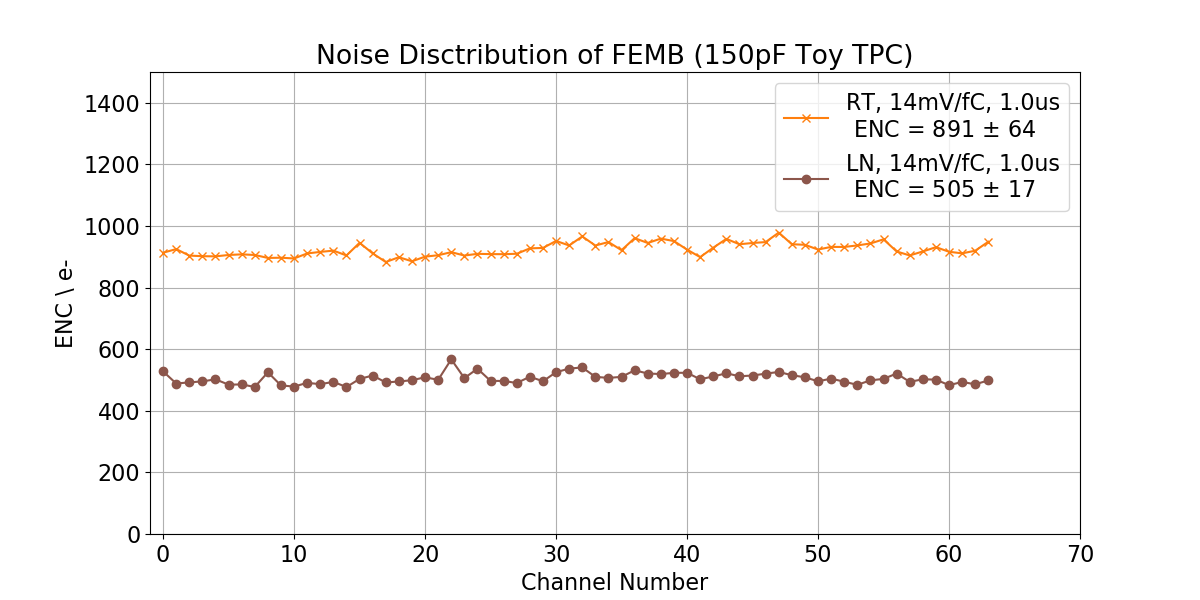 Noise Disctribution of FEMB (150pF Toy TPC)
RT, 14mV/fC, 1.0us
ENC = 891 ± 64
LN, 14mV/fC, 1.0us
ENC = 505 ± 17
ENC \ e-
1400
1200
1000
800
600
400
200
0
0 10 20 30 40 50 60 70
Channel Number